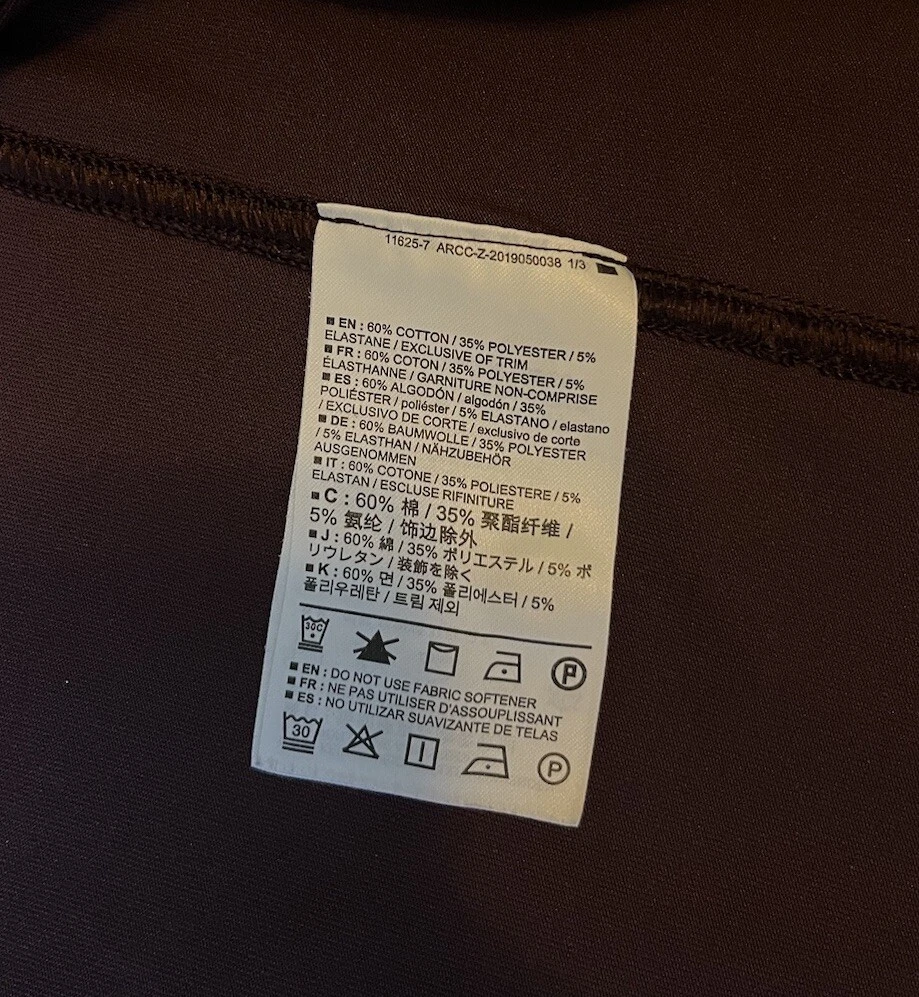 11625-7 ARCC-Z-2019050038 1/3
■ EN : 60% COTTON / 35% POLYESTER / 5%
ELASTANE / EXCLUSIVE OF TRIM
■ FR : 60% COTON / 35% POLYESTER / 5%
ÉLASTHANNE / GARNITURE NON-COMPRISE
■ ES : 60% ALGODÓN / algodón / 35%
POLIÉSTER / poliéster / 5% ELASTANO / elastano
/ EXCLUSIVO DE CORTE / exclusivo de corte
■ DE : 60% BAUMWOLLE / 35% POLYESTER
/ 5% ELASTHAN / NÄHZUBEHÖR
AUSGENOMMEN
■ IT : 60% COTONE / 35% POLIESTERE / 5%
ELASTAN / ESCLUSE RIFINITURE
■ C : 60% 棉 / 35% 聚酯纤维 /
5% 氨纶 / 饰边除外
■ J : 60% 綿 / 35% ポリエステル / 5% ポ
リウレタン / 装飾を除く
■ K : 60% 면 / 35% 폴리에스터 / 5%
폴리우레탄 / 트림 제외
30C P
■ EN : DO NOT USE FABRIC SOFTENER
■ FR : NE PAS UTILISER D'ASSOUPLISSANT
■ ES : NO UTILIZAR SUAVIZANTE DE TELAS
30 P